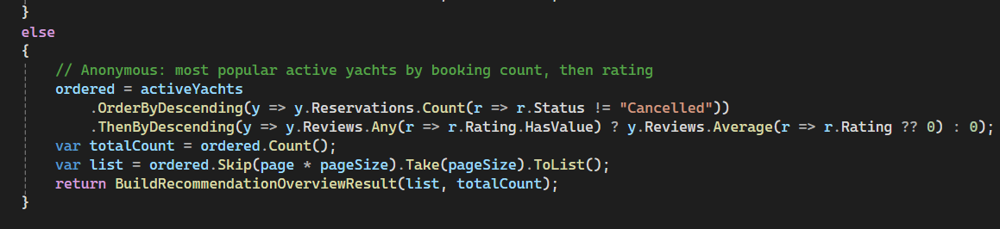 }
else
{
// Anonymous: most popular active yachts by booking count, then rating
ordered = activeYachts
.OrderByDescending(y => y.Reservations.Count(r => r.Status != "Cancelled"))
.ThenByDescending(y => y.Reviews.Any(r => r.Rating.HasValue) ? y.Reviews.Average(r => r.Rating ?? 0) : 0);
var totalCount = ordered.Count();
var list = ordered.Skip(page * pageSize).Take(pageSize).ToList();
return BuildRecommendationOverviewResult(list, totalCount);
}